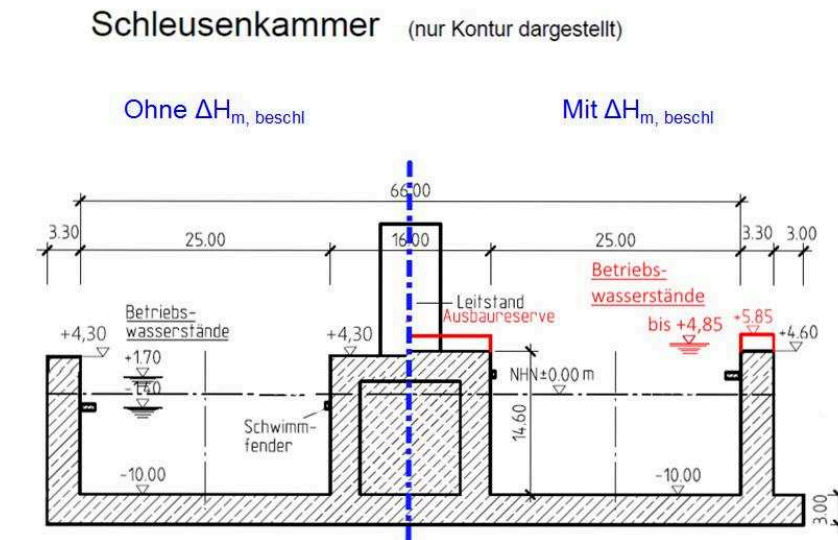 Schleusenkammer (nur Kontur dargestellt)
Ohne ΔHm, beschl
Mit ΔHm, beschl
66.00
3.30
25.00
16.00
25.00
3.30
3.00
Betriebs-
wasserstände
+1.70
-1.40
+4,30
+4,30
Leitstand
Ausbaureserve
Betriebs-
wasserstände
bis +4,85
+5.85
+4.60
NHN±0.00 m
14.60
Schwimm-
fender
-10.00
-10.00
3.00